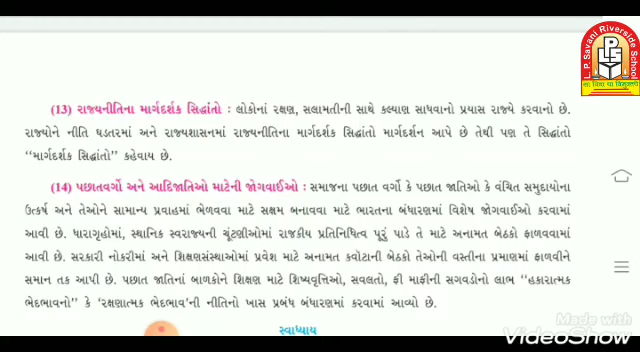 L. P. Savani Riverside School
LPS
सा विद्या या विमुक्तये
(13) રાજ્યનીતિના માર્ગદર્શક સિદ્ધાંતો : લોકોનાં રક્ષણ, સલામતીની સાથે કલ્યાણ સાધવાનો પ્રયાસ રાજ્યે કરવાનો છે.
રાજ્યોને નીતિ ઘડતરમાં અને રાજ્યશાસનમાં રાજ્યનીતિના માર્ગદર્શક સિદ્ધાંતો માર્ગદર્શન આપે છે તેથી પણ તે સિદ્ધાંતો
“માર્ગદર્શક સિદ્ધાંતો” કહેવાય છે.
(14) પછાતવર્ગો અને આદિજાતિઓ માટેની જોગવાઈઓ : સમાજના પછાત વર્ગો કે પછાત જાતિઓ કે વંચિત સમુદાયોના
ઉત્કર્ષ અને તેઓને સામાન્ય પ્રવાહમાં ભેળવવા માટે સક્ષમ બનાવવા માટે ભારતના બંધારણમાં વિશેષ જોગવાઈઓ કરવામાં
આવી છે. ધારાગૃહોમાં, સ્થાનિક સ્વરાજ્યની ચૂંટણીઓમાં રાજકીય પ્રતિનિધિત્વ પૂરું પાડે તે માટે અનામત બેઠકો ફાળવવામાં
આવી છે. સરકારી નોકરીમાં અને શિક્ષણસંસ્થાઓમાં પ્રવેશ માટે અનામત ક્વોટાની બેઠકો તેઓની વસ્તીના પ્રમાણમાં ફાળવીને
સમાન તક આપી છે. પછાત જાતિનાં બાળકોને શિક્ષણ માટે શિષ્યવૃત્તિઓ, સવલતો, ફી માફીની સગવડોનો લાભ “હકારાત્મક
ભેદભાવનો” કે ‘રક્ષણાત્મક ભેદભાવ’ની નીતિનો ખાસ પ્રબંધ બંધારણમાં કરવામાં આવ્યો છે.
સ્વાધ્યાય
Made with
VideoShow